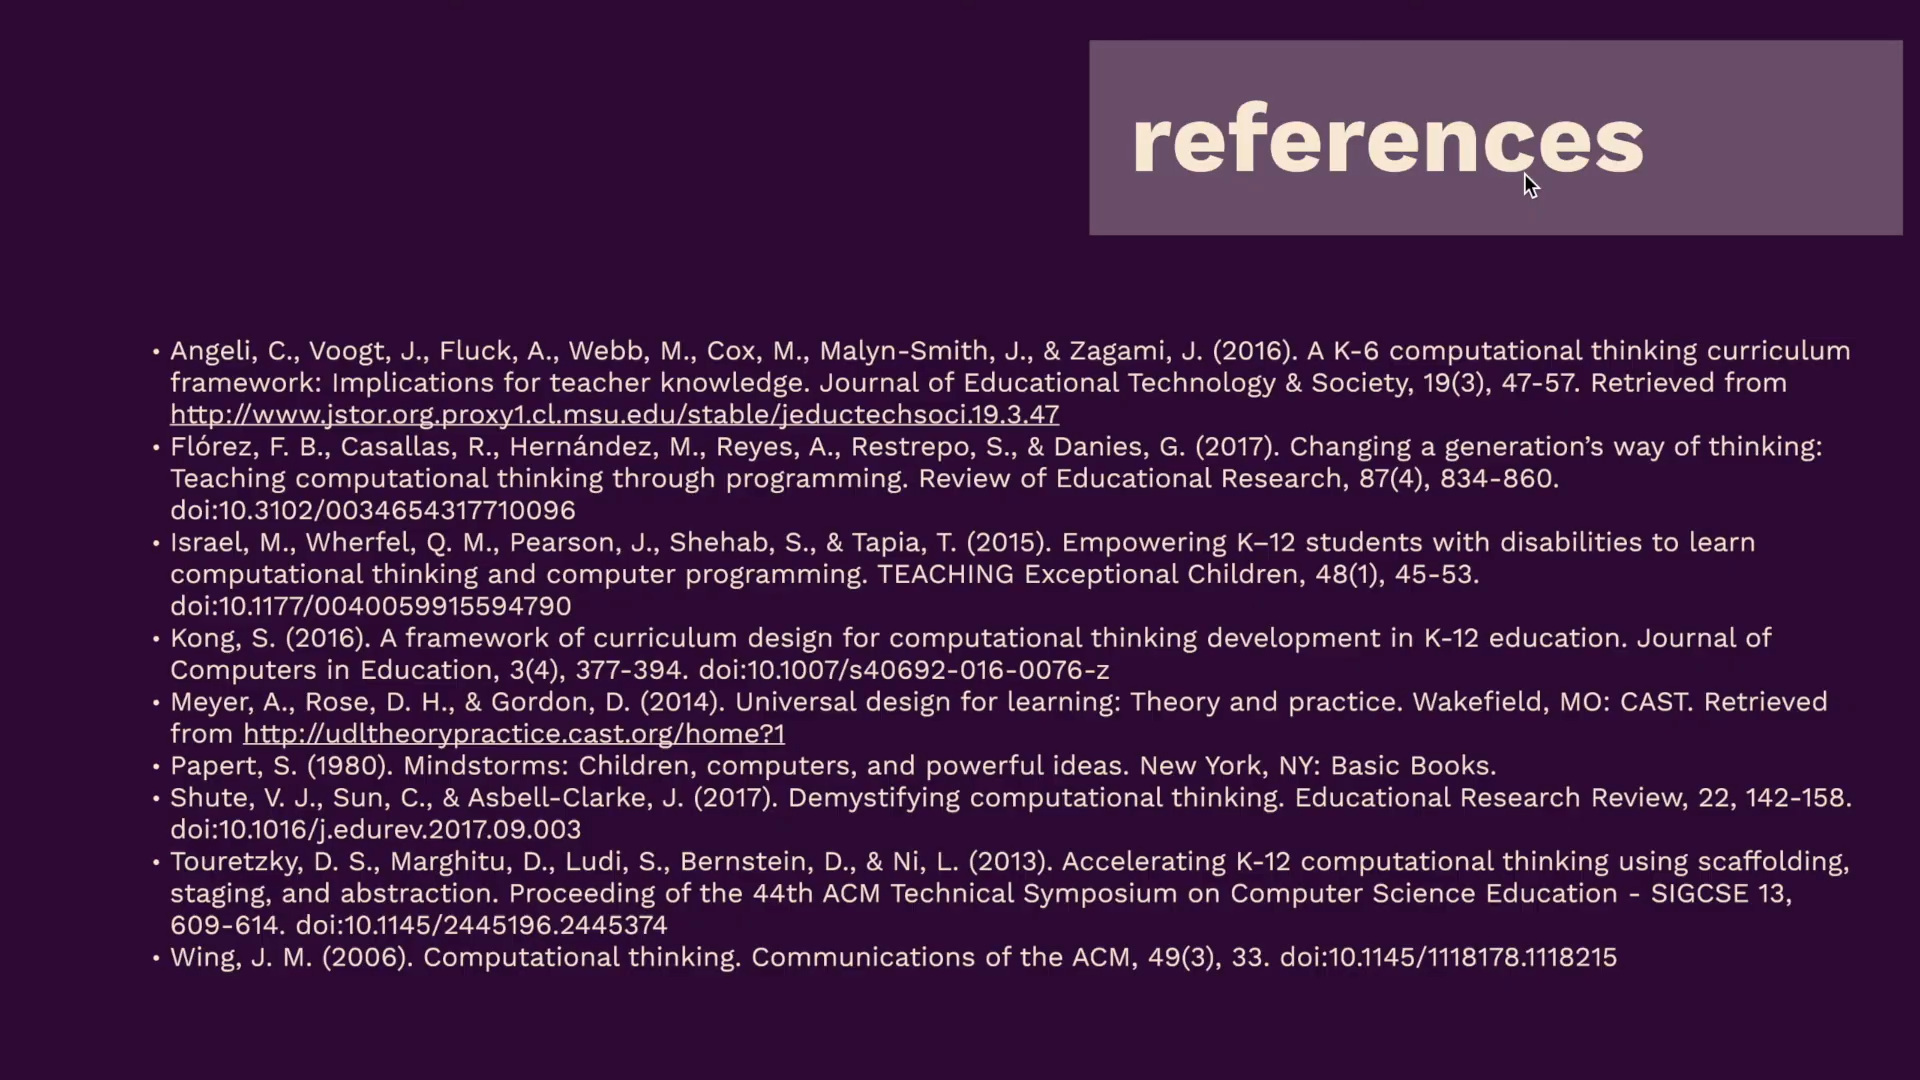 references
• Angeli, C., Voogt, J., Fluck, A., Webb, M., Cox, M., Malyn-Smith, J., & Zagami, J. (2016). A K-6 computational thinking curriculum
framework: Implications for teacher knowledge. Journal of Educational Technology & Society, 19(3), 47-57. Retrieved from
http://www.jstor.org.proxy1.cl.msu.edu/stable/jeductechsoci.19.3.47
• Flórez, F. B., Casallas, R., Hernández, M., Reyes, A., Restrepo, S., & Danies, G. (2017). Changing a generation’s way of thinking:
Teaching computational thinking through programming. Review of Educational Research, 87(4), 834-860.
doi:10.3102/0034654317710096
• Israel, M., Wherfel, Q. M., Pearson, J., Shehab, S., & Tapia, T. (2015). Empowering K–12 students with disabilities to learn
computational thinking and computer programming. TEACHING Exceptional Children, 48(1), 45-53.
doi:10.1177/0040059915594790
• Kong, S. (2016). A framework of curriculum design for computational thinking development in K-12 education. Journal of
Computers in Education, 3(4), 377-394. doi:10.1007/s40692-016-0076-z
• Meyer, A., Rose, D. H., & Gordon, D. (2014). Universal design for learning: Theory and practice. Wakefield, MO: CAST. Retrieved
from http://udltheorypractice.cast.org/home?1
• Papert, S. (1980). Mindstorms: Children, computers, and powerful ideas. New York, NY: Basic Books.
• Shute, V. J., Sun, C., & Asbell-Clarke, J. (2017). Demystifying computational thinking. Educational Research Review, 22, 142-158.
doi:10.1016/j.edurev.2017.09.003
• Touretzky, D. S., Marghitu, D., Ludi, S., Bernstein, D., & Ni, L. (2013). Accelerating K-12 computational thinking using scaffolding,
staging, and abstraction. Proceeding of the 44th ACM Technical Symposium on Computer Science Education - SIGCSE 13,
609-614. doi:10.1145/2445196.2445374
• Wing, J. M. (2006). Computational thinking. Communications of the ACM, 49(3), 33. doi:10.1145/1118178.1118215